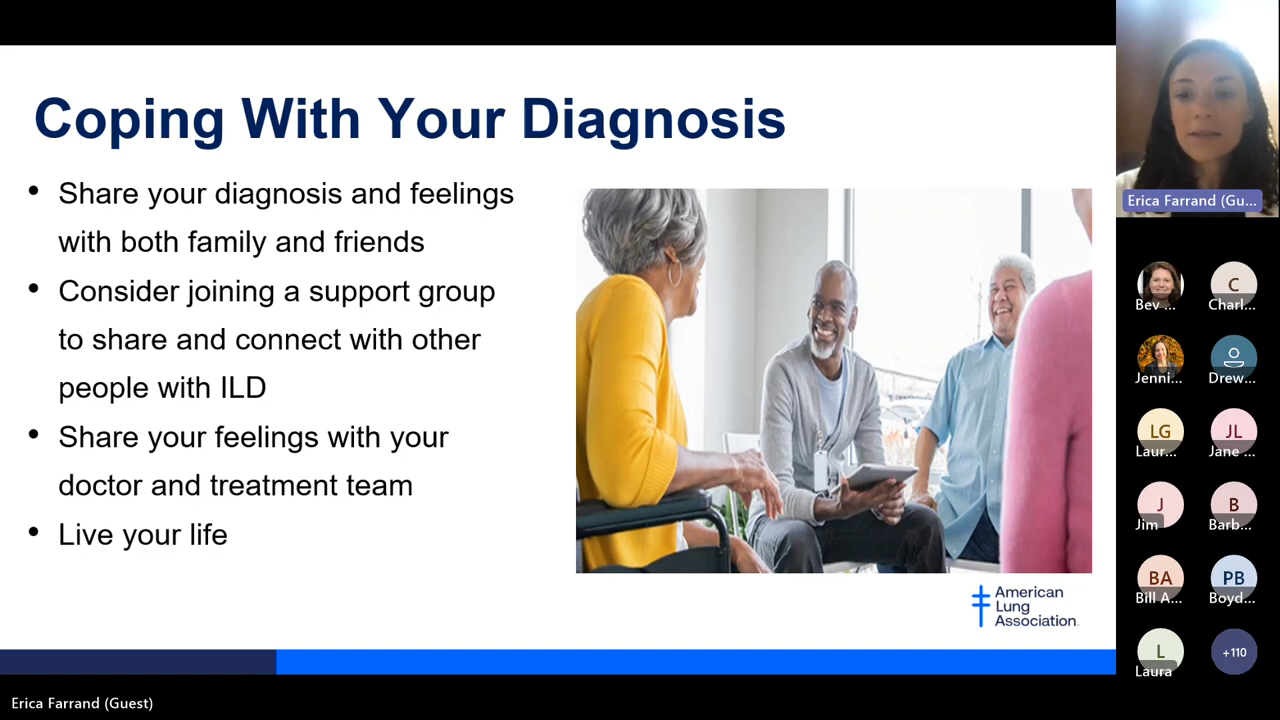 Coping With Your Diagnosis
• Share your diagnosis and feelings
with both family and friends
• Consider joining a support group
to share and connect with other
people with ILD
• Share your feelings with your
doctor and treatment team
• Live your life
American
Lung
Association.
Erica Farrand (Gu...
Bev ...
C
Charl...
Jenni...
Drew...
LG
Laur...
JL
Jane ...
J
Jim
B
Barb...
BA
Bill A...
PB
Boyd...
L
Laura
+110
Erica Farrand (Guest)